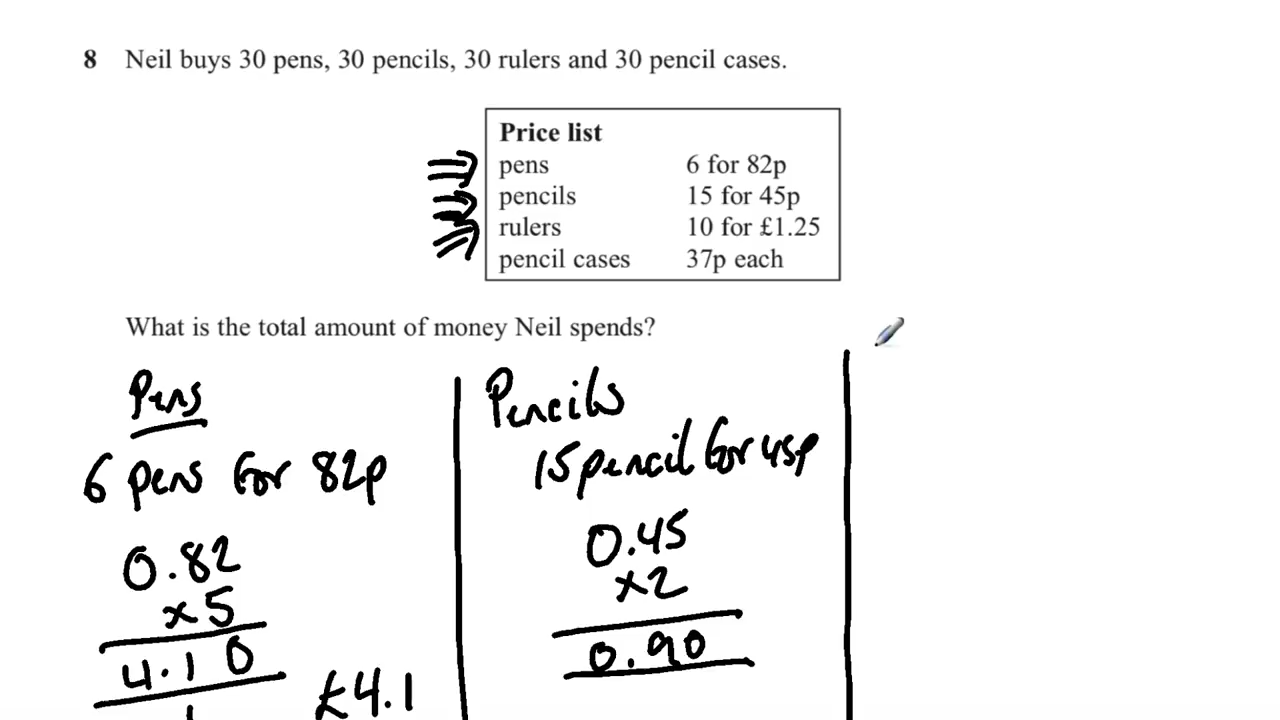 8 Neil buys 30 pens, 30 pencils, 30 rulers and 30 pencil cases.
Price list
pens 6 for 82p
pencils 15 for 45p
rulers 10 for £1.25
pencil cases 37p each
What is the total amount of money Neil spends?
Pens
6 pens for 82p
0.82
x5
4.10
1
£4.1
Pencils
15 pencil for 45p
0.45
x2
0.90